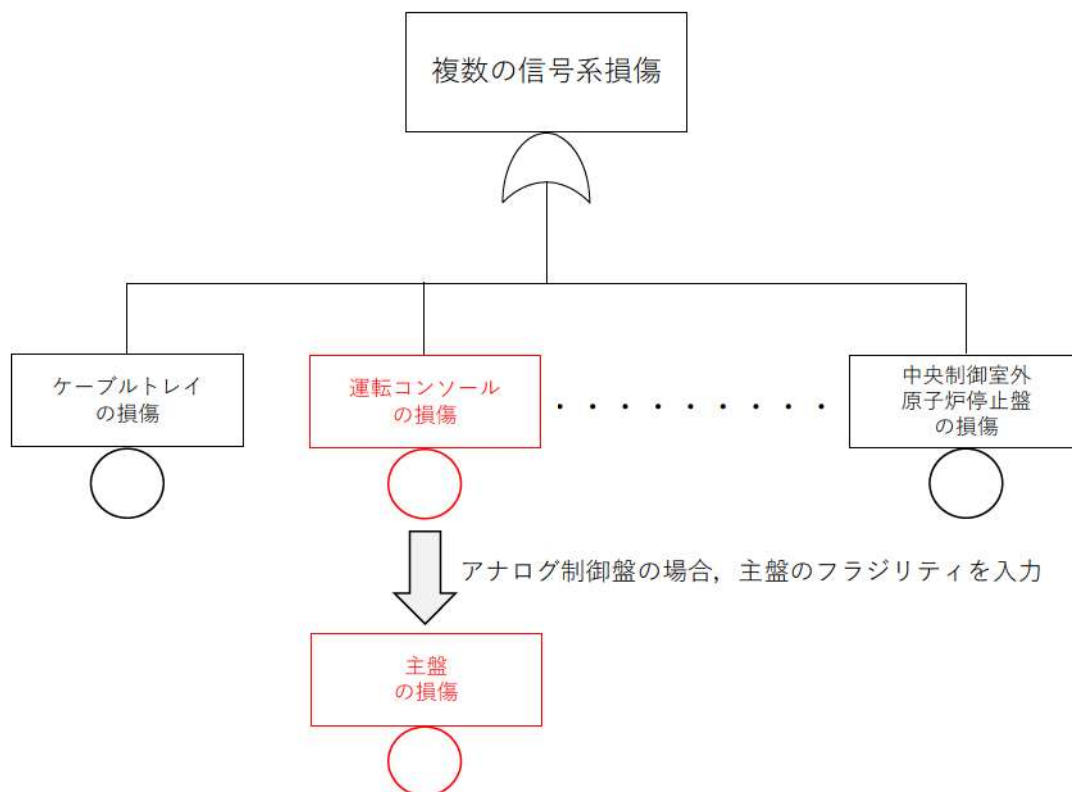 複数の信号系損傷
ケーブルトレイ
の損傷
運転コンソール
の損傷
・・・・・・・・・
中央制御室外
原子炉停止盤
の損傷
アナログ制御盤の場合，主盤のフラジリティを入力
主盤
の損傷